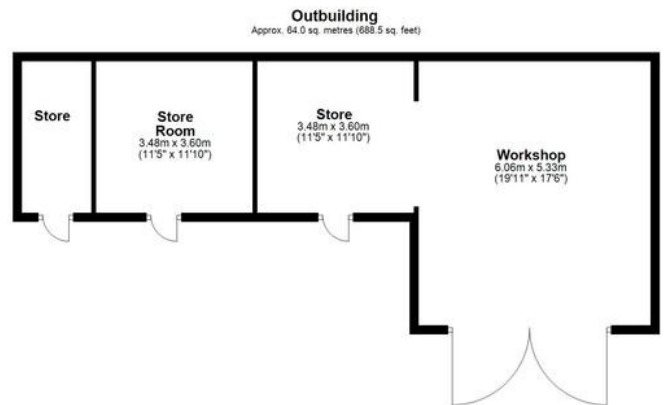 Outbuilding
Approx. 64.0 sq. metres (688.5 sq. feet)
Store
Store
Room
3.48m x 3.60m
(11'5" x 11'10")
Store
3.48m x 3.60m
(11'5" x 11'10")
Workshop
6.06m x 5.33m
(19'11" x 17'6")